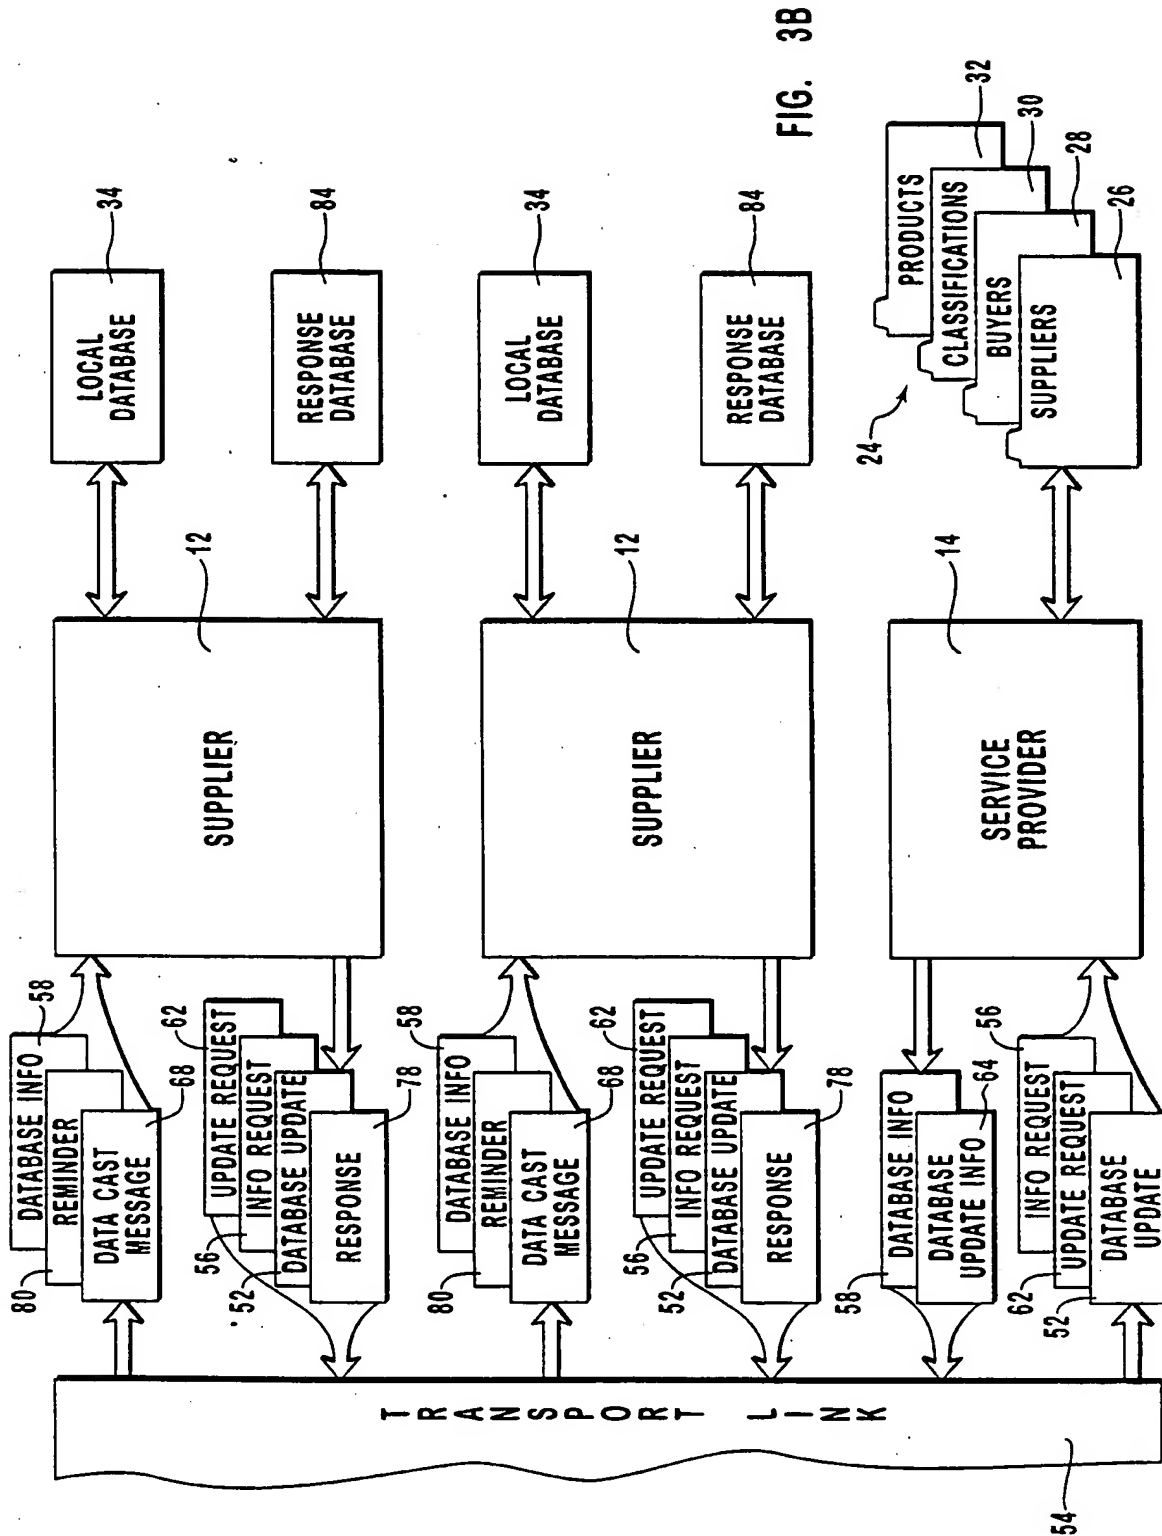 FIG. 3B
58
DATABASE INFO
REMINDER
80
DATA CAST
MESSAGE
68
62
UPDATE REQUEST
56
INFO REQUEST
52
DATABASE UPDATE
RESPONSE
78
SUPPLIER
12
LOCAL
DATABASE
34
RESPONSE
DATABASE
84
58
DATABASE INFO
REMINDER
80
DATA CAST
MESSAGE
68
62
UPDATE REQUEST
56
INFO REQUEST
52
DATABASE UPDATE
RESPONSE
78
SUPPLIER
12
LOCAL
DATABASE
34
RESPONSE
DATABASE
84
DATABASE INFO
58
DATABASE
UPDATE INFO
64
56
INFO REQUEST
UPDATE REQUEST
62
DATABASE
UPDATE
52
SERVICE
PROVIDER
14
24
PRODUCTS
32
CLASSIFICATIONS
30
BUYERS
28
SUPPLIERS
26
TRANSPORT LINK
54